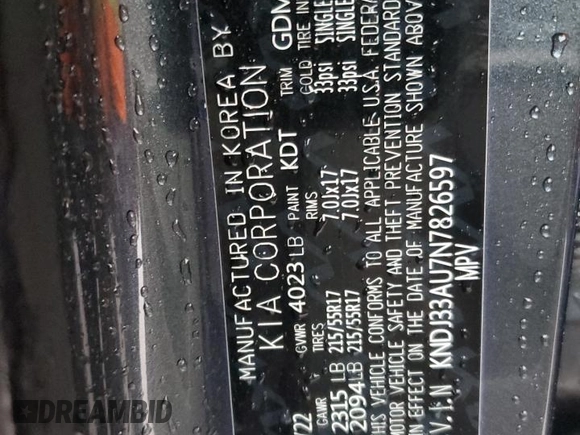 MANUFACTURED IN KOREA BY
KIA CORPORATION
GVWR 4023 LB PAINT KDT TRIM GDM
GAWR TIRES RIMS COLD TIRE IN
2315 LB 215/55R17 7.0Jx17 33psi SINGLE
2094 LB 215/55R17 7.0Jx17 33psi SINGLE
THIS VEHICLE CONFORMS TO ALL APPLICABLE U.S.A. FEDERA
MOTOR VEHICLE SAFETY AND THEFT PREVENTION STANDARD
IN EFFECT ON THE DATE OF MANUFACTURE SHOWN ABOV
V.I.N KNDJ33AU7N7826597
MPV
DREAMBID